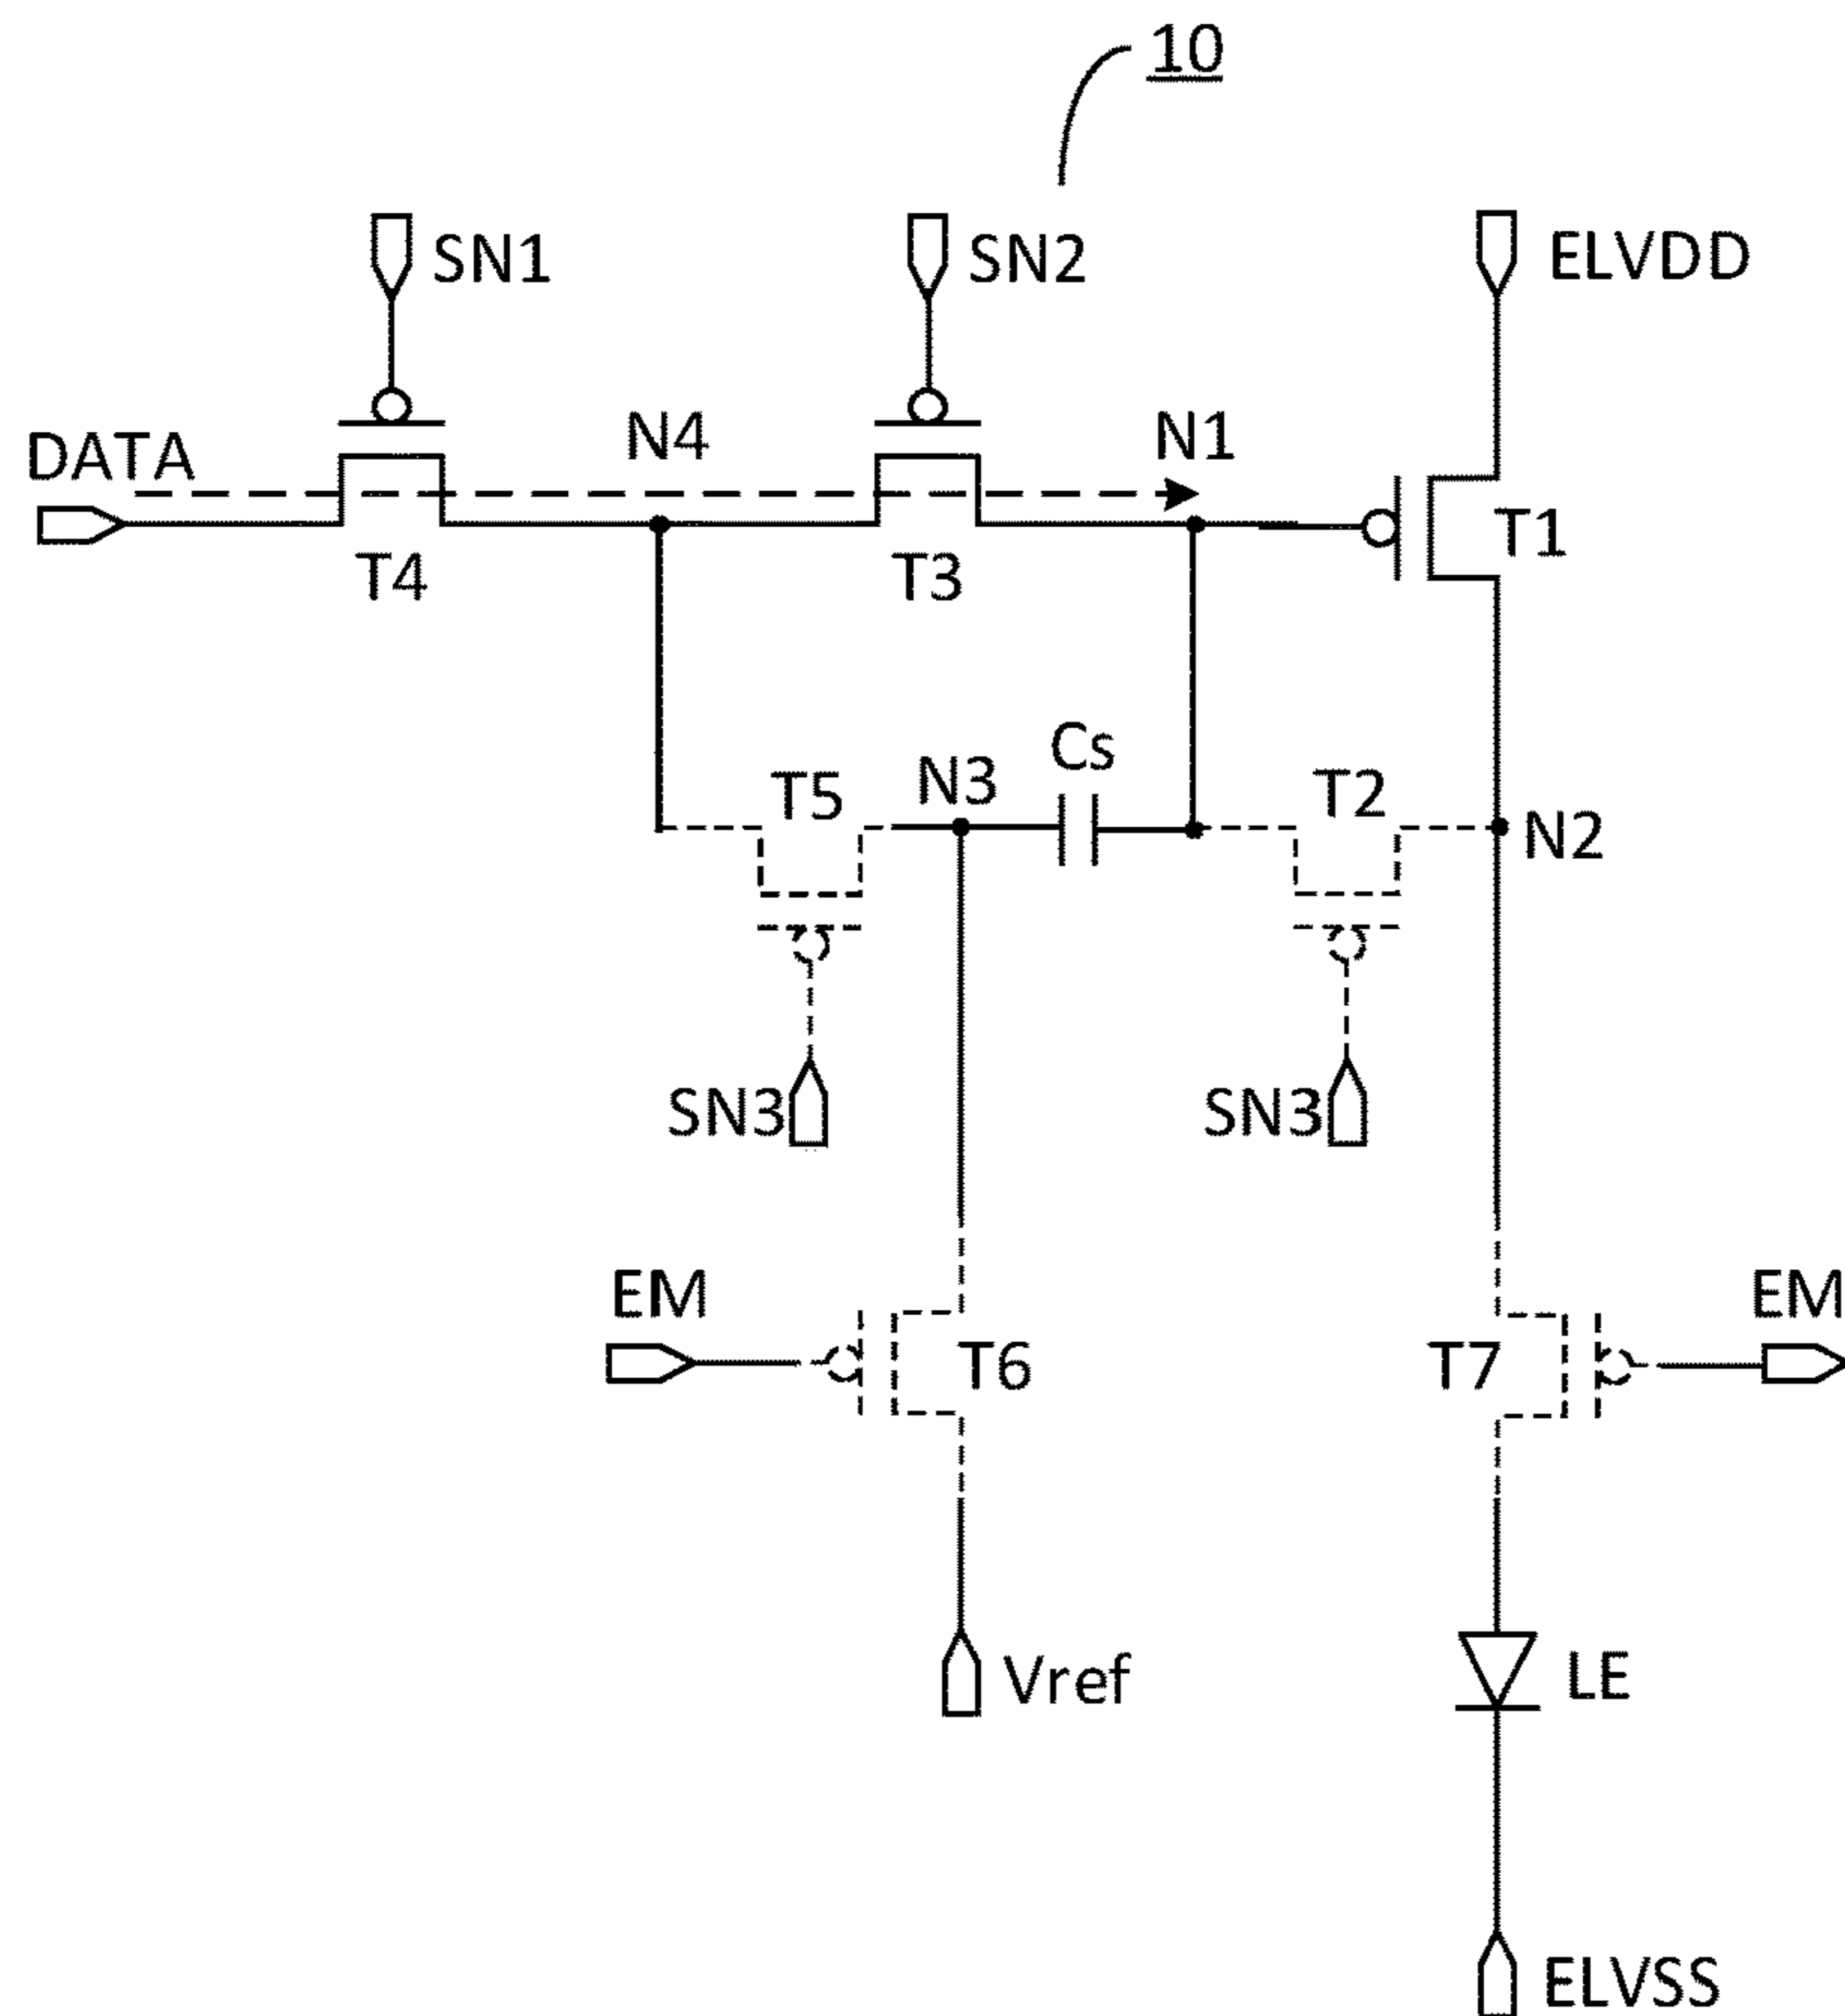 10
SN1
SN2
ELVDD
DATA
N4
N1
T4
T3
T1
T5
N3
Cs
T2
N2
SN3
SN3
EM
T6
T7
EM
Vref
LE
ELVSS